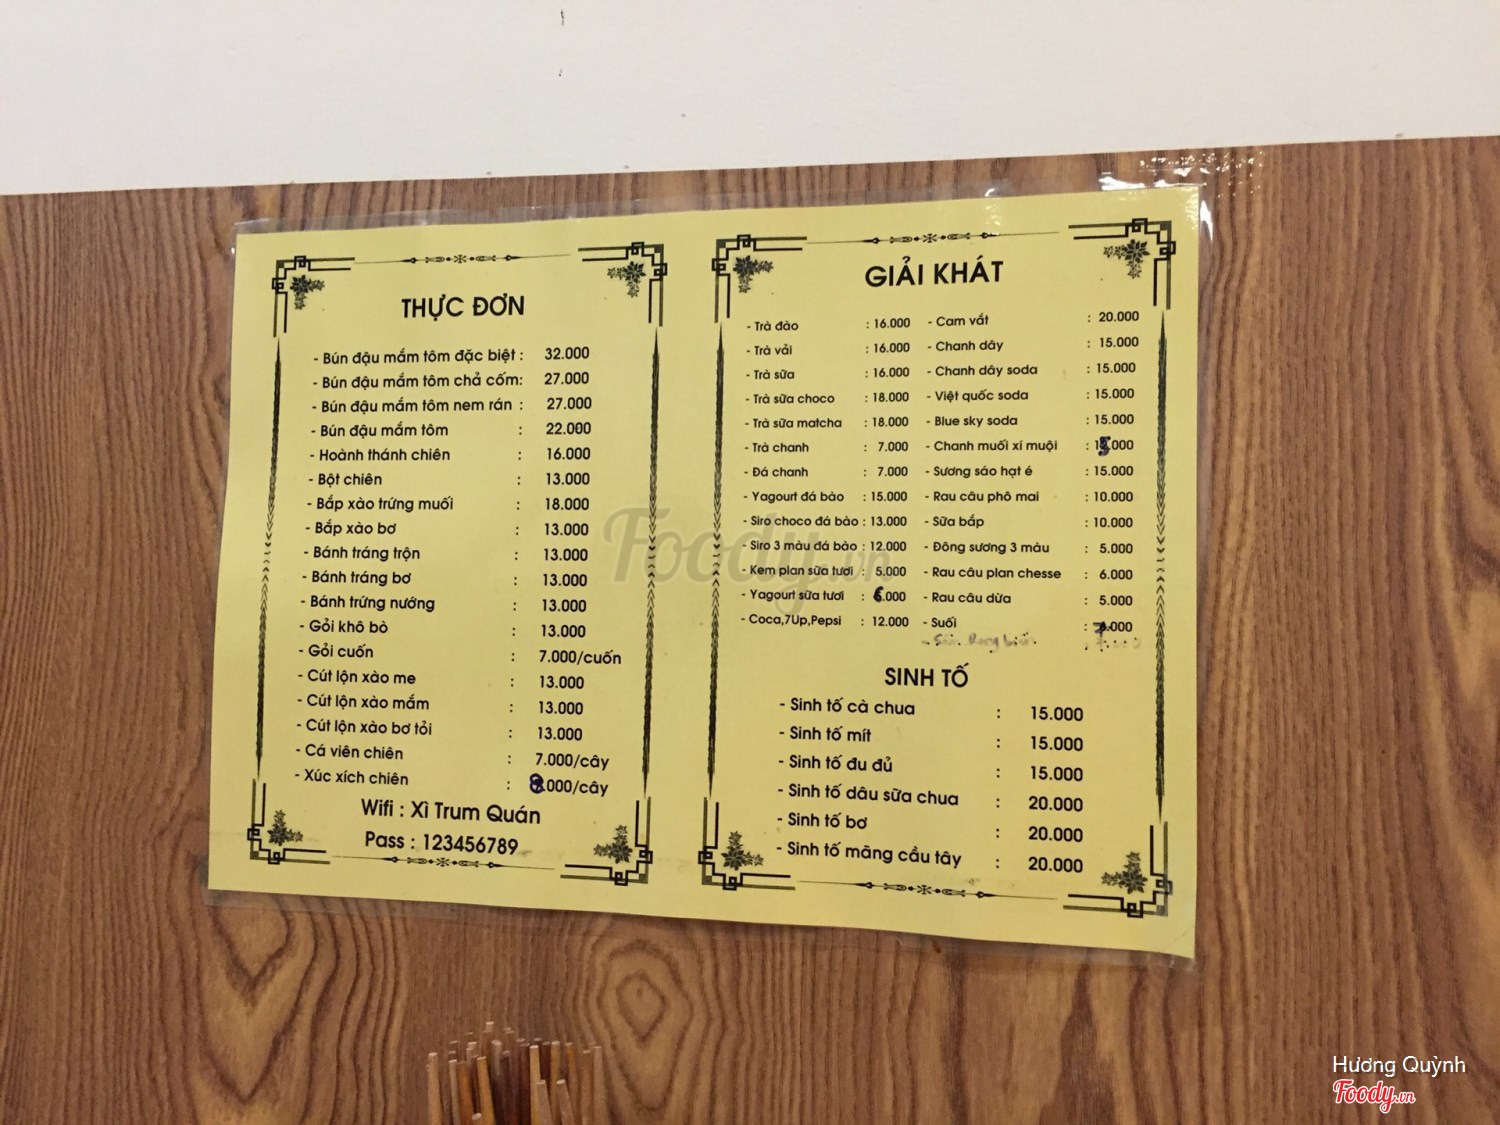 THỰC ĐƠN
- Bún đậu mắm tôm đặc biệt : 32.000
- Bún đậu mắm tôm chả cốm: 27.000
- Bún đậu mắm tôm nem rán : 27.000
- Bún đậu mắm tôm : 22.000
- Hoành thánh chiên : 16.000
- Bột chiên : 13.000
- Bắp xào trứng muối : 18.000
- Bắp xào bơ : 13.000
- Bánh tráng trộn : 13.000
- Bánh tráng bơ : 13.000
- Bánh trứng nướng : 13.000
- Gỏi khô bò : 13.000
- Gỏi cuốn : 7.000/cuốn
- Cút lộn xào me : 13.000
- Cút lộn xào mắm : 13.000
- Cút lộn xào bơ tỏi : 13.000
- Cá viên chiên : 7.000/cây
- Xúc xích chiên : 8.000/cây
Wifi : Xì Trum Quán
Pass : 123456789
GIẢI KHÁT
- Trà đào : 16.000
- Trà vải : 16.000
- Trà sữa : 16.000
- Trà sữa choco : 18.000
- Trà sữa matcha : 18.000
- Trà chanh : 7.000
- Đá chanh : 7.000
- Yagourt đá bào : 15.000
- Siro choco đá bào : 13.000
- Siro 3 màu đá bào : 12.000
- Kem plan sữa tươi : 5.000
- Yagourt sữa tươi : 6.000
- Coca,7Up,Pepsi : 12.000
- Cam vắt : 20.000
- Chanh dây : 15.000
- Chanh dây soda : 15.000
- Việt quốc soda : 15.000
- Blue sky soda : 15.000
- Chanh muối xí muội : 15.000
- Sương sáo hạt é : 15.000
- Rau câu phô mai : 10.000
- Sữa bắp : 10.000
- Đông sương 3 màu : 5.000
- Rau câu plan chesse : 6.000
- Rau câu dừa : 5.000
- Suối : 7.000
SINH TỐ
- Sinh tố cà chua : 15.000
- Sinh tố mít : 15.000
- Sinh tố đu đủ : 15.000
- Sinh tố dâu sữa chua : 20.000
- Sinh tố bơ : 20.000
- Sinh tố mãng cầu tây : 20.000
Foody.vn
Hương Quỳnh
Foody.vn